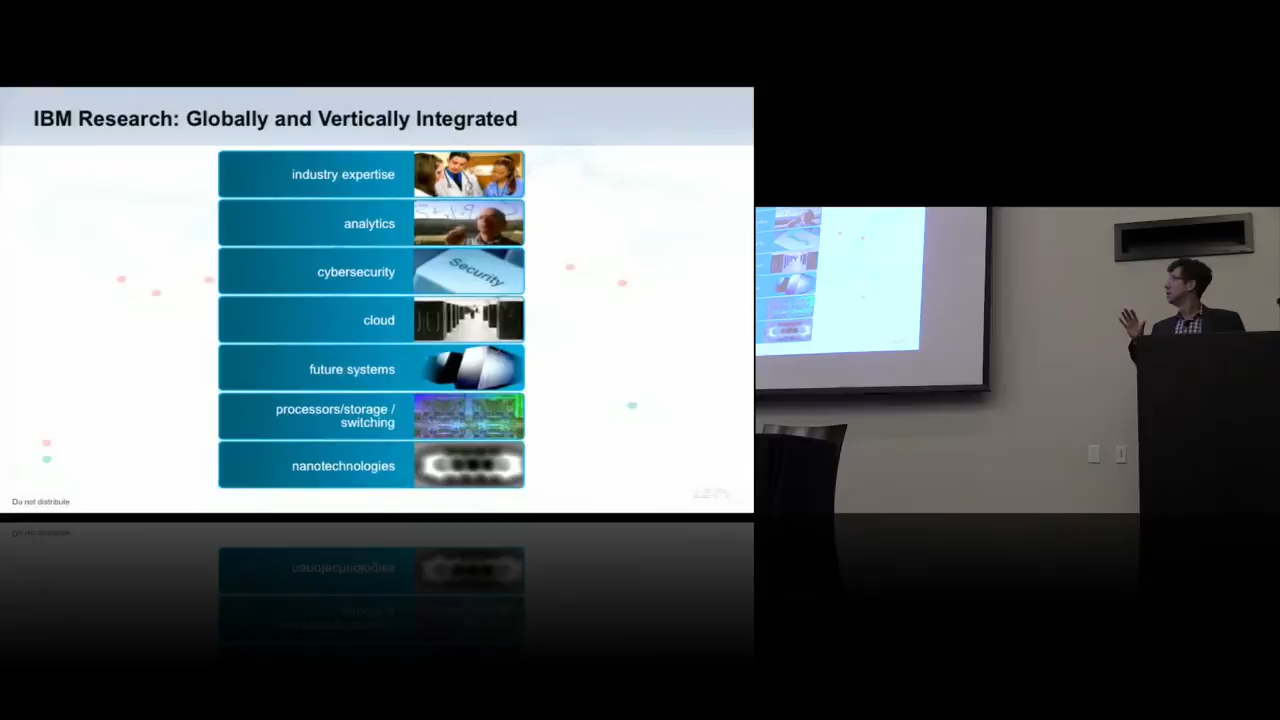 IBM Research: Globally and Vertically Integrated
industry expertise
analytics
Security
cybersecurity
cloud
future systems
processors/storage /
switching
nanotechnologies
Do not distribute
IBM